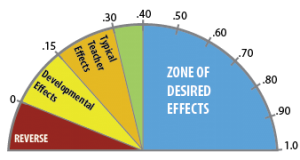 .40
.30
.50
.60
.15
.70
Typical
Teacher
Effects
.80
Developmental
Effects
ZONE OF
DESIRED
EFFECTS
0
.90
REVERSE
1.0